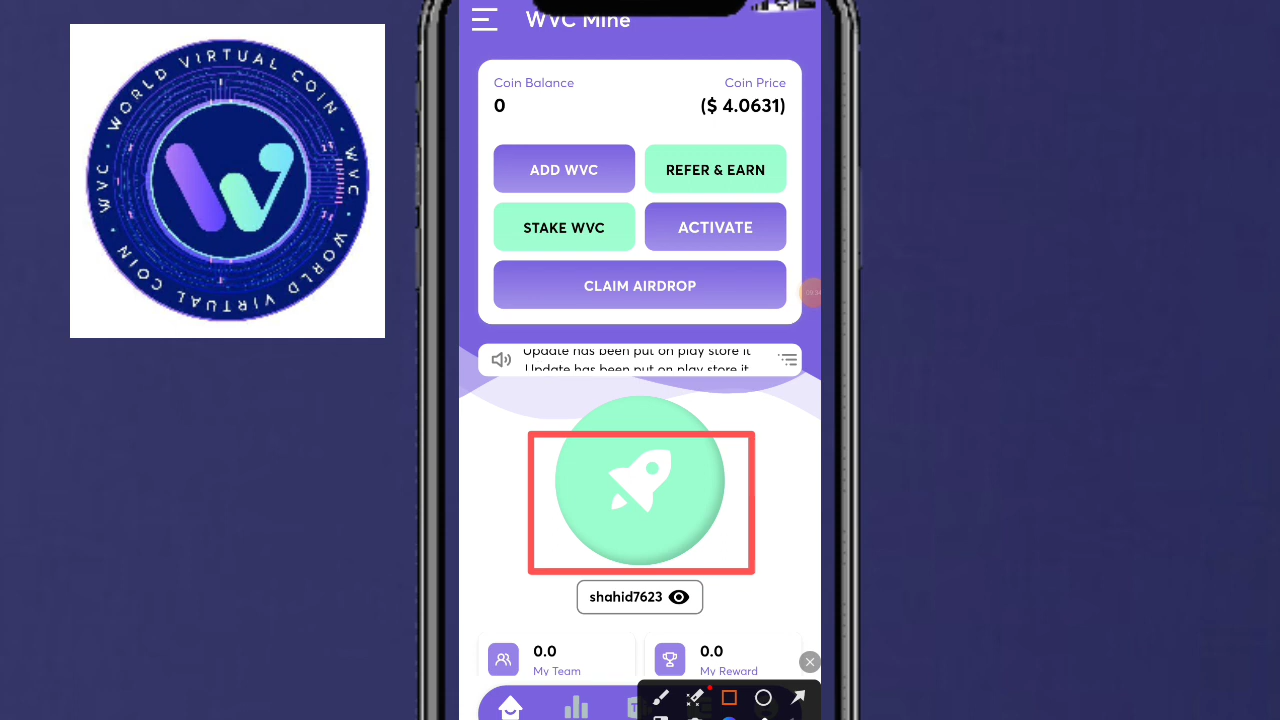 WORLD VIRTUAL COIN · WVC · WORLD VIRTUAL COIN · WVC ·
WVC Mine
Coin Balance
Coin Price
0
($ 4.0631)
ADD WVC
REFER & EARN
STAKE WVC
ACTIVATE
CLAIM AIRDROP
Update has been put on play store it
Update has been put on play store it
shahid7623
0.0
My Team
0.0
My Reward